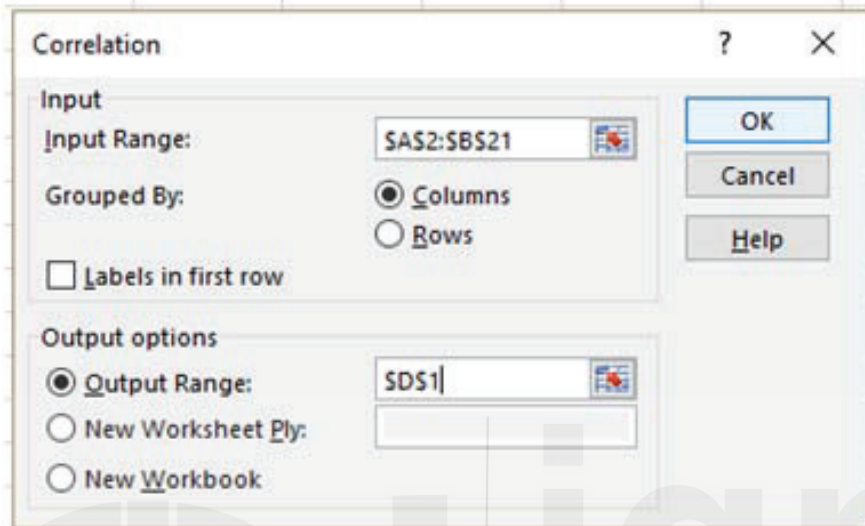 Correlation ? ×
Input
Input Range: $A$2:$B$21
OK
Grouped By: Columns
Cancel
Rows
Help
Labels in first row
Output options
Output Range: $D$1
New Worksheet Ply:
New Workbook